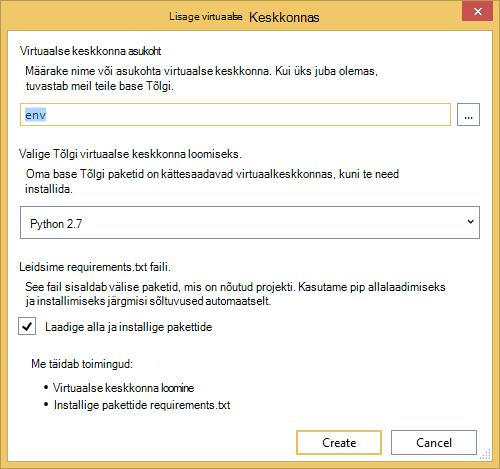 Lisage virtuaalse Keskkonnas
Virtuaalse keskkonna asukoht
Määrake nime või asukohta virtuaalse keskkonna. Kui üks juba olemas,
tuvastab meil teile base Tõlgi.
env
...
Valige Tõlgi virtuaalse keskkonna loomiseks.
Oma base Tõlgi paketid on kättesaadavad virtuaalkeskkonnas, kuni te need
installida.
Python 2.7
Leidsime requirements.txt faili.
See fail sisaldab välise paketid, mis on nõutud projekti. Kasutame pip allalaadimiseks
ja installimiseks järgmisi sõltuvused automaatselt.
Laadige alla ja installige pakettide
Me täidab toimingud:
• Virtuaalse keskkonna loomine
• Installige pakettide requirements.txt
Create
Cancel